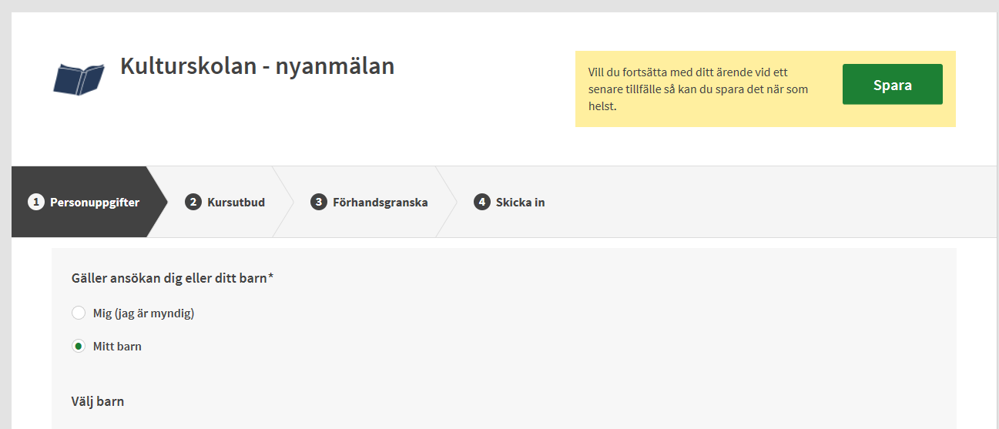 Kulturskolan - nyanmälan
Vill du fortsätta med ditt ärende vid ett
senare tillfälle så kan du spara det när som
helst.
Spara
1 Personuppgifter
2 Kursutbud
3 Förhandsgranska
4 Skicka in
Gäller ansökan dig eller ditt barn*
Mig (jag är myndig)
Mitt barn
Välj barn